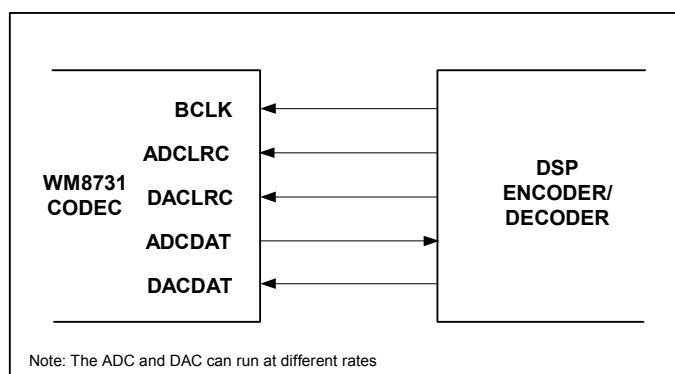 BCLK
ADCLRC
WM8731
CODEC
DACLRC
ADCDAT
DACDAT
DSP
ENCODER/
DECODER
Note: The ADC and DAC can run at different rates